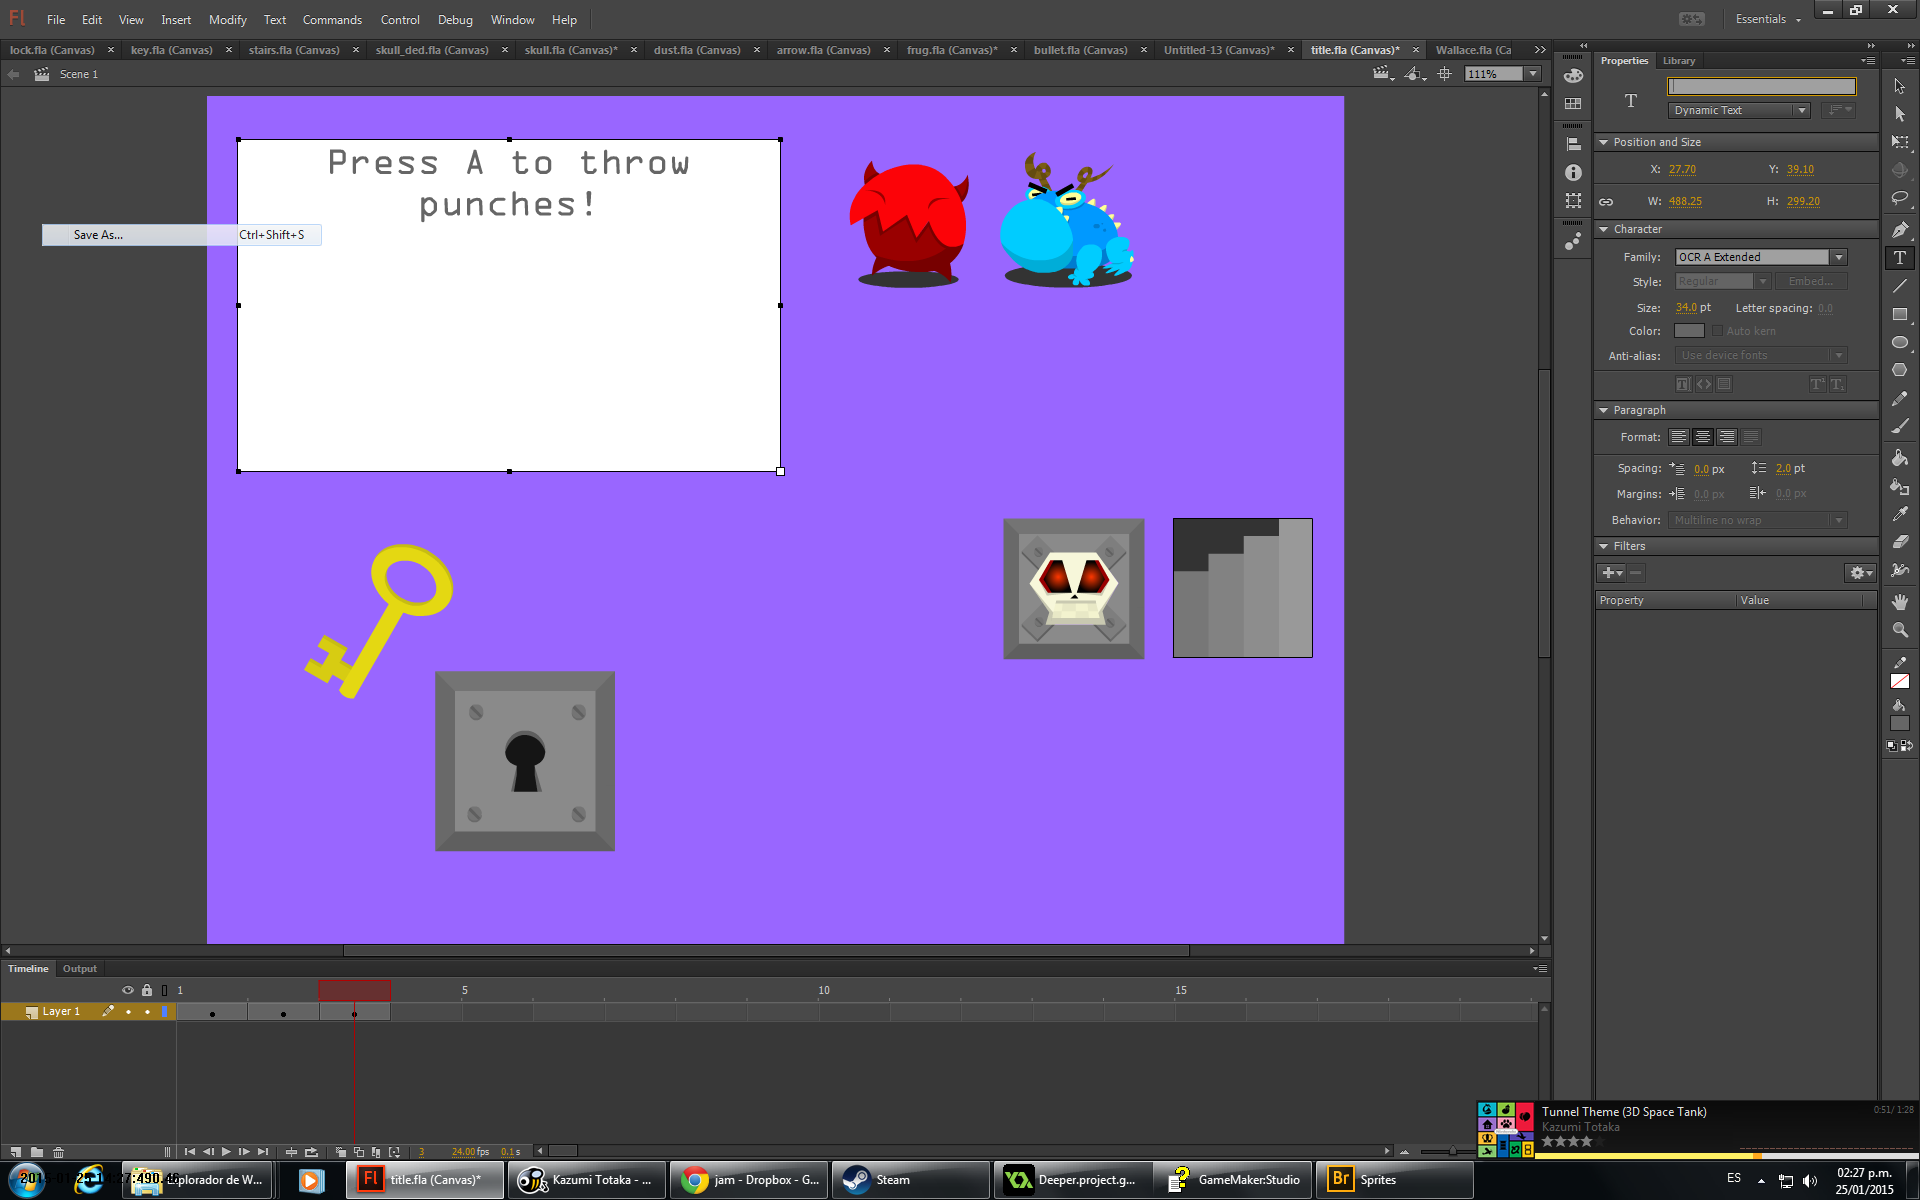 Fl File Edit View Insert Modify Text Commands Control Debug Window Help Essentials
lock.fla (Canvas) key.fla (Canvas) stairs.fla (Canvas) skull_ded.fla (Canvas) skull.fla (Canvas)* dust.fla (Canvas) arrow.fla (Canvas) frug.fla (Canvas)* bullet.fla (Canvas) Untitled-13 (Canvas)* title.fla (Canvas)* Wallace.fla (Ca
Scene 1 111%
Press A to throw
punches!
Save As... Ctrl+Shift+S
Properties Library
T
Dynamic Text
Position and Size
X: 27.70 Y: 39.10
W: 488.25 H: 299.20
Character
Family: OCR A Extended
Style: Regular Embed...
Size: 34.0 pt Letter spacing: 0.0
Color: Auto kern
Anti-alias: Use device fonts
Paragraph
Format:
Spacing: 0.0 px 2.0 pt
Margins: 0.0 px 0.0 px
Behavior: Multiline no wrap
Filters
Property Value
Timeline Output
1 5 10 15
Layer 1
3 24.00 fps 0.1 s
Tunnel Theme (3D Space Tank) 0:51/ 1:28
Kazumi Totaka
Explorador de W... Fl title.fla (Canvas)* Kazumi Totaka - ... jam - Dropbox - G... Steam Deeper.project.g... GameMaker:Studio Br Sprites
ES 02:27 p.m.
25/01/2015